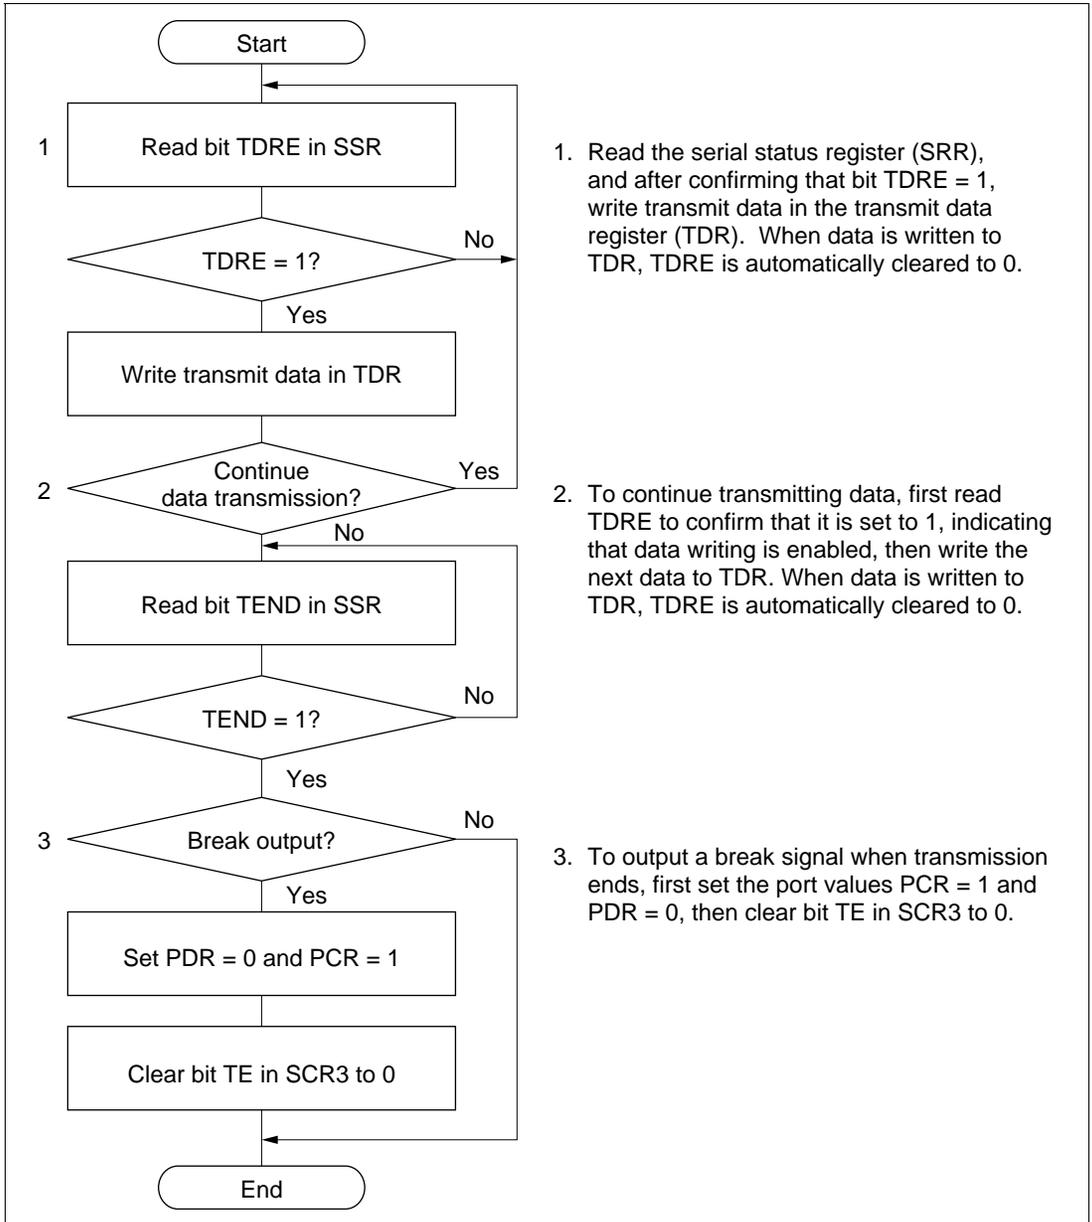 Start
1
Read bit TDRE in SSR
1. Read the serial status register (SRR),
and after confirming that bit TDRE = 1,
write transmit data in the transmit data
register (TDR).  When data is written to
TDR, TDRE is automatically cleared to 0.
TDRE = 1?
No
Yes
Write transmit data in TDR
2
Continue
data transmission?
Yes
No
2. To continue transmitting data, first read
TDRE to confirm that it is set to 1, indicating
that data writing is enabled, then write the
next data to TDR. When data is written to
TDR, TDRE is automatically cleared to 0.
Read bit TEND in SSR
TEND = 1?
No
Yes
3
Break output?
No
Yes
3. To output a break signal when transmission
ends, first set the port values PCR = 1 and
PDR = 0, then clear bit TE in SCR3 to 0.
Set PDR = 0 and PCR = 1
Clear bit TE in SCR3 to 0
End